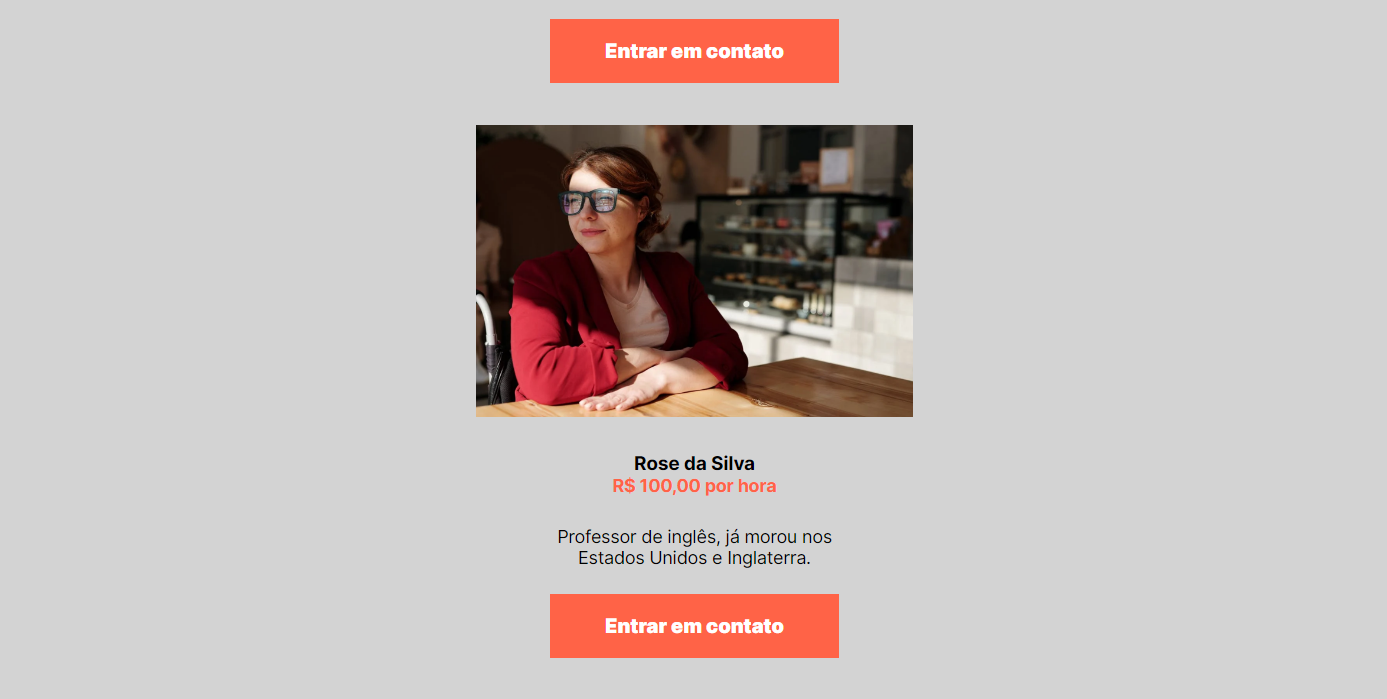 Entrar em contato
Rose da Silva
R$ 100,00 por hora
Professor de inglês, já morou nos
Estados Unidos e Inglaterra.
Entrar em contato